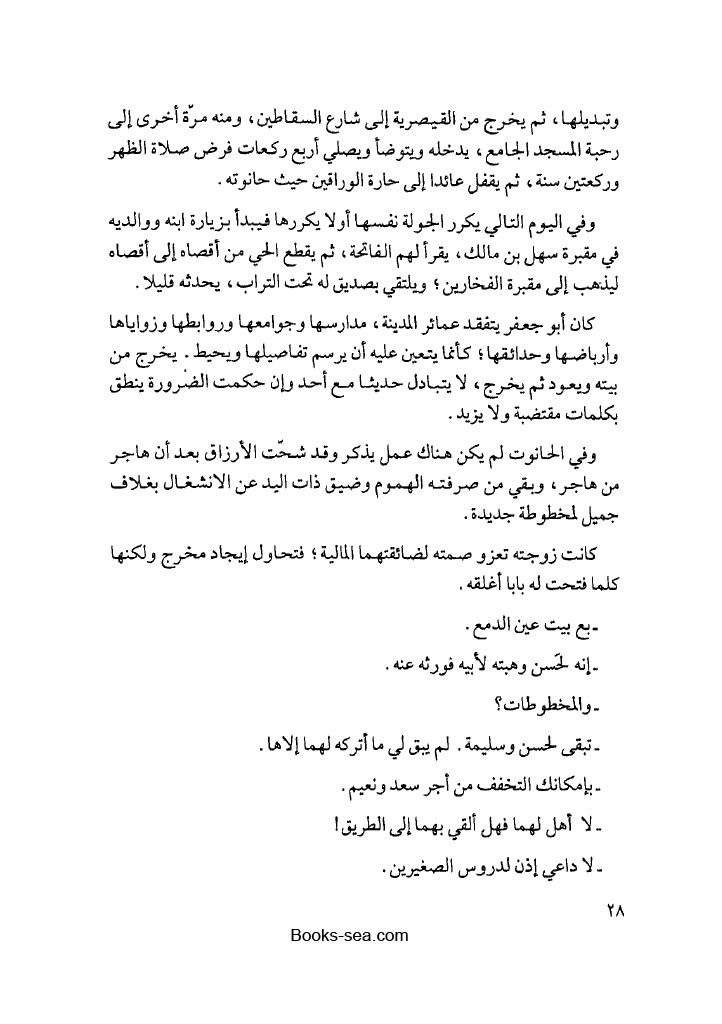 وتبديلها، ثم يخرج من القيصرية إلى شارع السقاطين، ومنه مرّة أخرى إلى
رحبة المسجد الجامع، يدخله ويتوضأ ويصلي أربع ركعات فرض صلاة الظهر
وركعتين سنة، ثم يقفل عائدا إلى حارة الوراقين حيث حانوته.
وفي اليوم التالي يكرر الجولة نفسها أولا يكررها فيبدأ بزيارة ابنه ووالديه
في مقبرة سهل بن مالك، يقرأ لهم الفاتحة، ثم يقطع الحي من أقصاه إلى أقصاه
ليذهب إلى مقبرة الفخارين؛ ويلتقي بصديق له تحت التراب، يحدثه قليلا.
كان أبو جعفر يتفقد عمائر المدينة، مدارسها وجوامعها وروابطها وزواياها
وأرباضها وحدائقها؛ كأنما يتعين عليه أن يرسم تفاصيلها ويحيط. يخرج من
بيته ويعود ثم يخرج، لا يتبادل حديثا مع أحد وإن حكمت الضرورة ينطق
بكلمات مقتضبة ولا يزيد.
وفي الحانوت لم يكن هناك عمل يذكر وقد شحّت الأرزاق بعد أن هاجر
من هاجر، وبقي من صرفته الهموم وضيق ذات اليد عن الانشغال بغلاف
جميل لمخطوطة جديدة.
كانت زوجته تعزو صمته لضائقتهما المالية؛ فتحاول إيجاد مخرج ولكنها
كلما فتحت له بابا أغلقه.
ـ بع بيت عين الدمع.
ـ إنه لحَسن وهبته لأبيه فورثه عنه.
ـ والمخطوطات؟
ـ تبقى لحسن وسليمة. لم يبق لي ما أتركه لهما إلاها.
ـ بإمكانك التخفف من أجر سعد ونعيم.
ـ لا أهل لهما فهل ألقي بهما إلى الطريق!
ـ لا داعي إذن لدروس الصغيرين.
٢٨
Books-sea.com